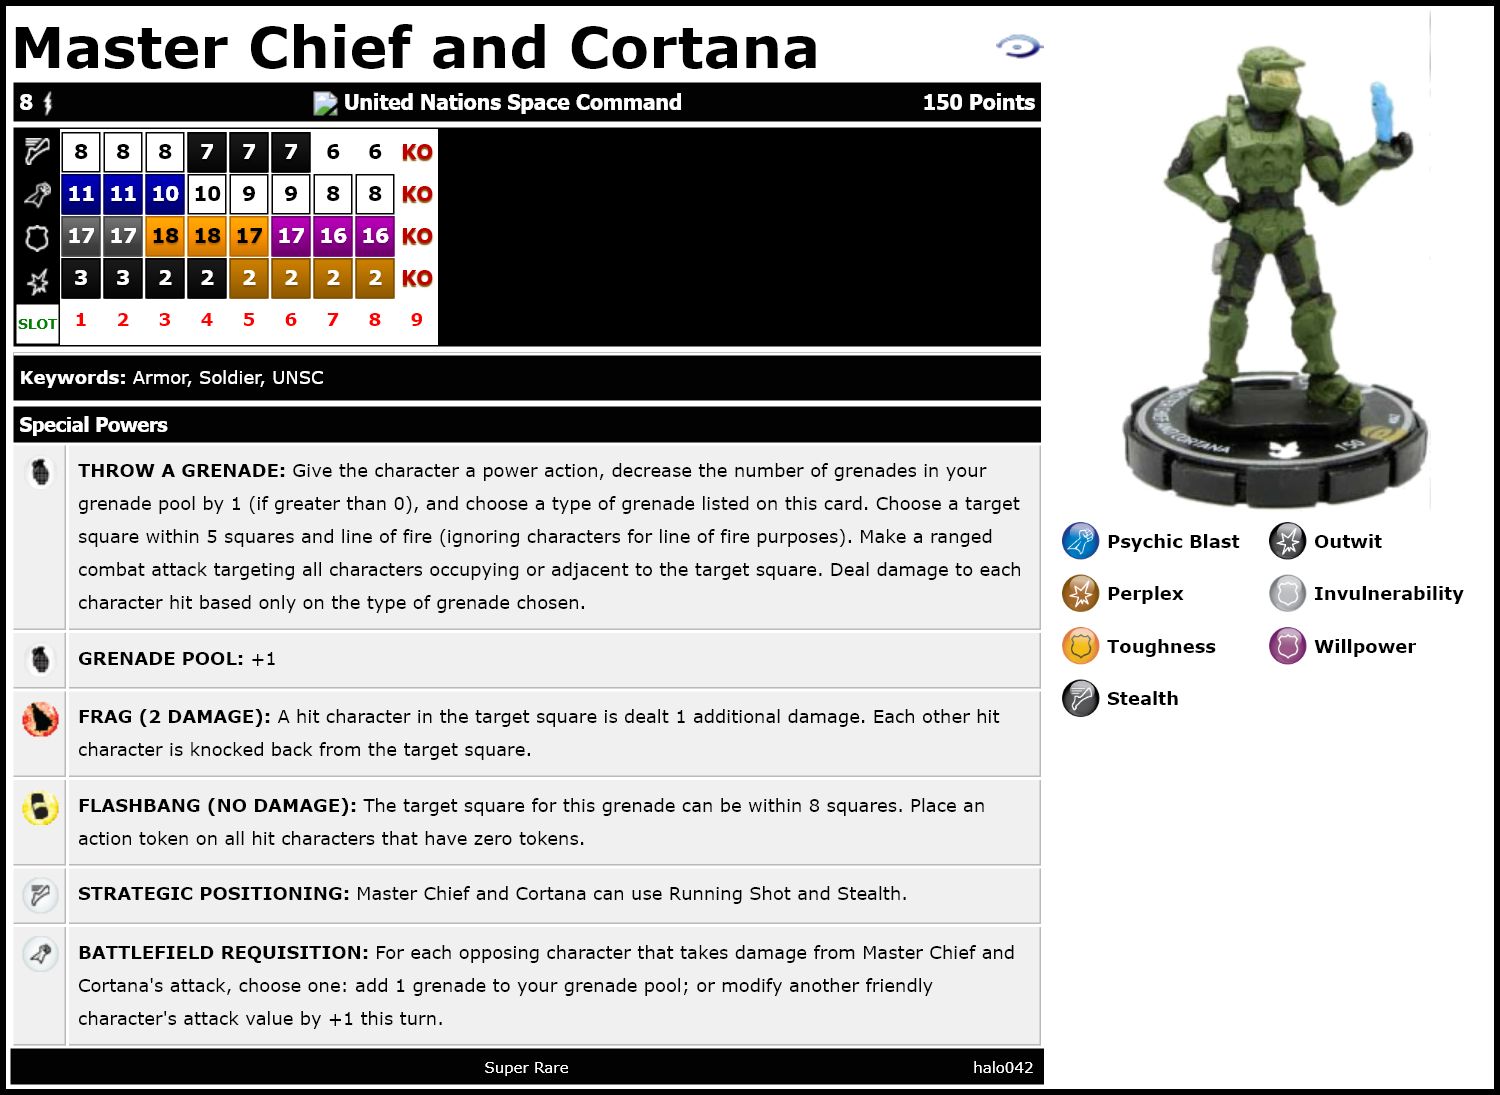 Master Chief and Cortana
8 United Nations Space Command 150 Points
8 8 8 7 7 7 6 6 KO
11 11 10 10 9 9 8 8 KO
17 17 18 18 17 17 16 16 KO
3 3 2 2 2 2 2 2 KO
SLOT 1 2 3 4 5 6 7 8 9
Keywords: Armor, Soldier, UNSC
Special Powers
THROW A GRENADE: Give the character a power action, decrease the number of grenades in your
grenade pool by 1 (if greater than 0), and choose a type of grenade listed on this card. Choose a target
square within 5 squares and line of fire (ignoring characters for line of fire purposes). Make a ranged
combat attack targeting all characters occupying or adjacent to the target square. Deal damage to each
character hit based only on the type of grenade chosen.
GRENADE POOL: +1
FRAG (2 DAMAGE): A hit character in the target square is dealt 1 additional damage. Each other hit
character is knocked back from the target square.
FLASHBANG (NO DAMAGE): The target square for this grenade can be within 8 squares. Place an
action token on all hit characters that have zero tokens.
STRATEGIC POSITIONING: Master Chief and Cortana can use Running Shot and Stealth.
BATTLEFIELD REQUISITION: For each opposing character that takes damage from Master Chief and
Cortana's attack, choose one: add 1 grenade to your grenade pool; or modify another friendly
character's attack value by +1 this turn.
Super Rare halo042
MASTER CHIEF AND CORTANA
150
Psychic Blast Outwit
Perplex Invulnerability
Toughness Willpower
Stealth